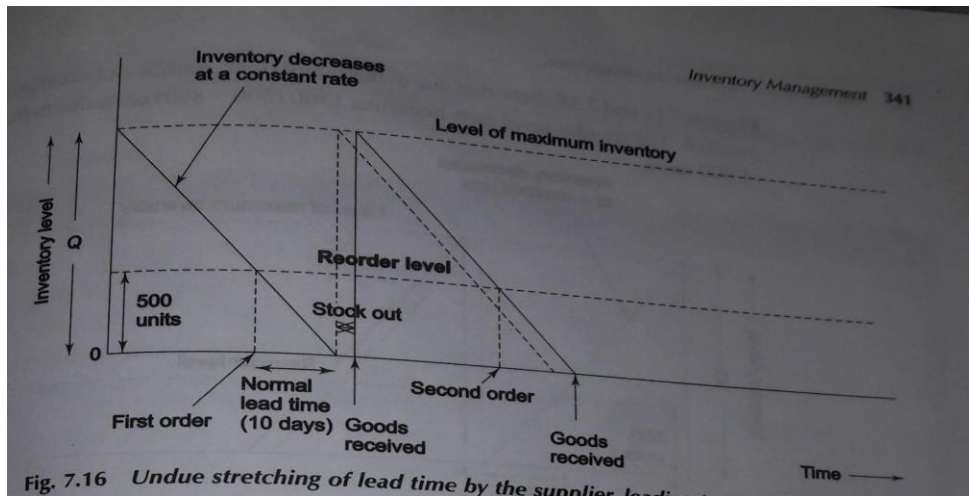 Inventory Management 341
Inventory decreases
at a constant rate
Level of maximum inventory
Inventory level
Q
Reorder level
500
units
Stock out
0
Normal
lead time
(10 days)
First order
Goods
received
Second order
Goods
received
Time
Fig. 7.16 Undue stretching of lead time by the supplier